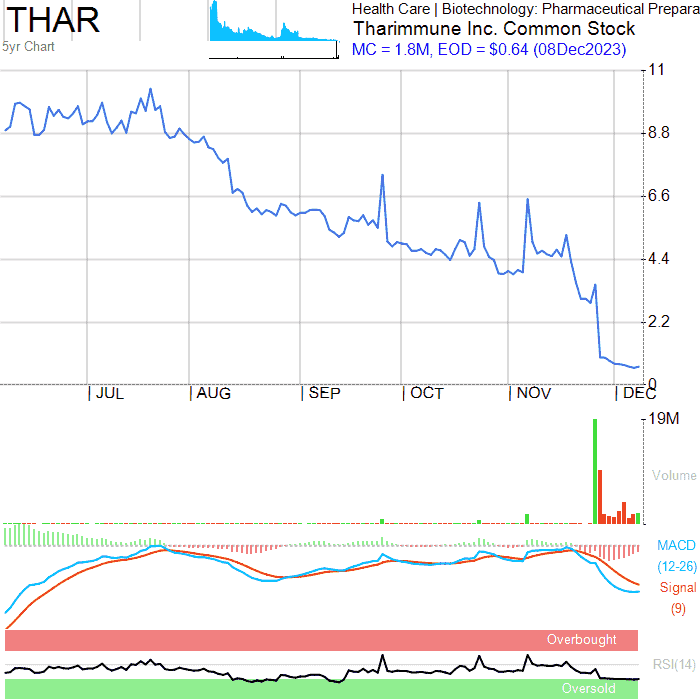 THAR
5yr Chart
Health Care | Biotechnology: Pharmaceutical Prepara
Tharimmune Inc. Common Stock
MC = 1.8M, EOD = $0.64 (08Dec2023)
11
8.8
6.6
4.4
2.2
0
JUL
AUG
SEP
OCT
NOV
DEC
19M
Volume
MACD
(12-26)
Signal
(9)
Overbought
RSI(14)
Oversold